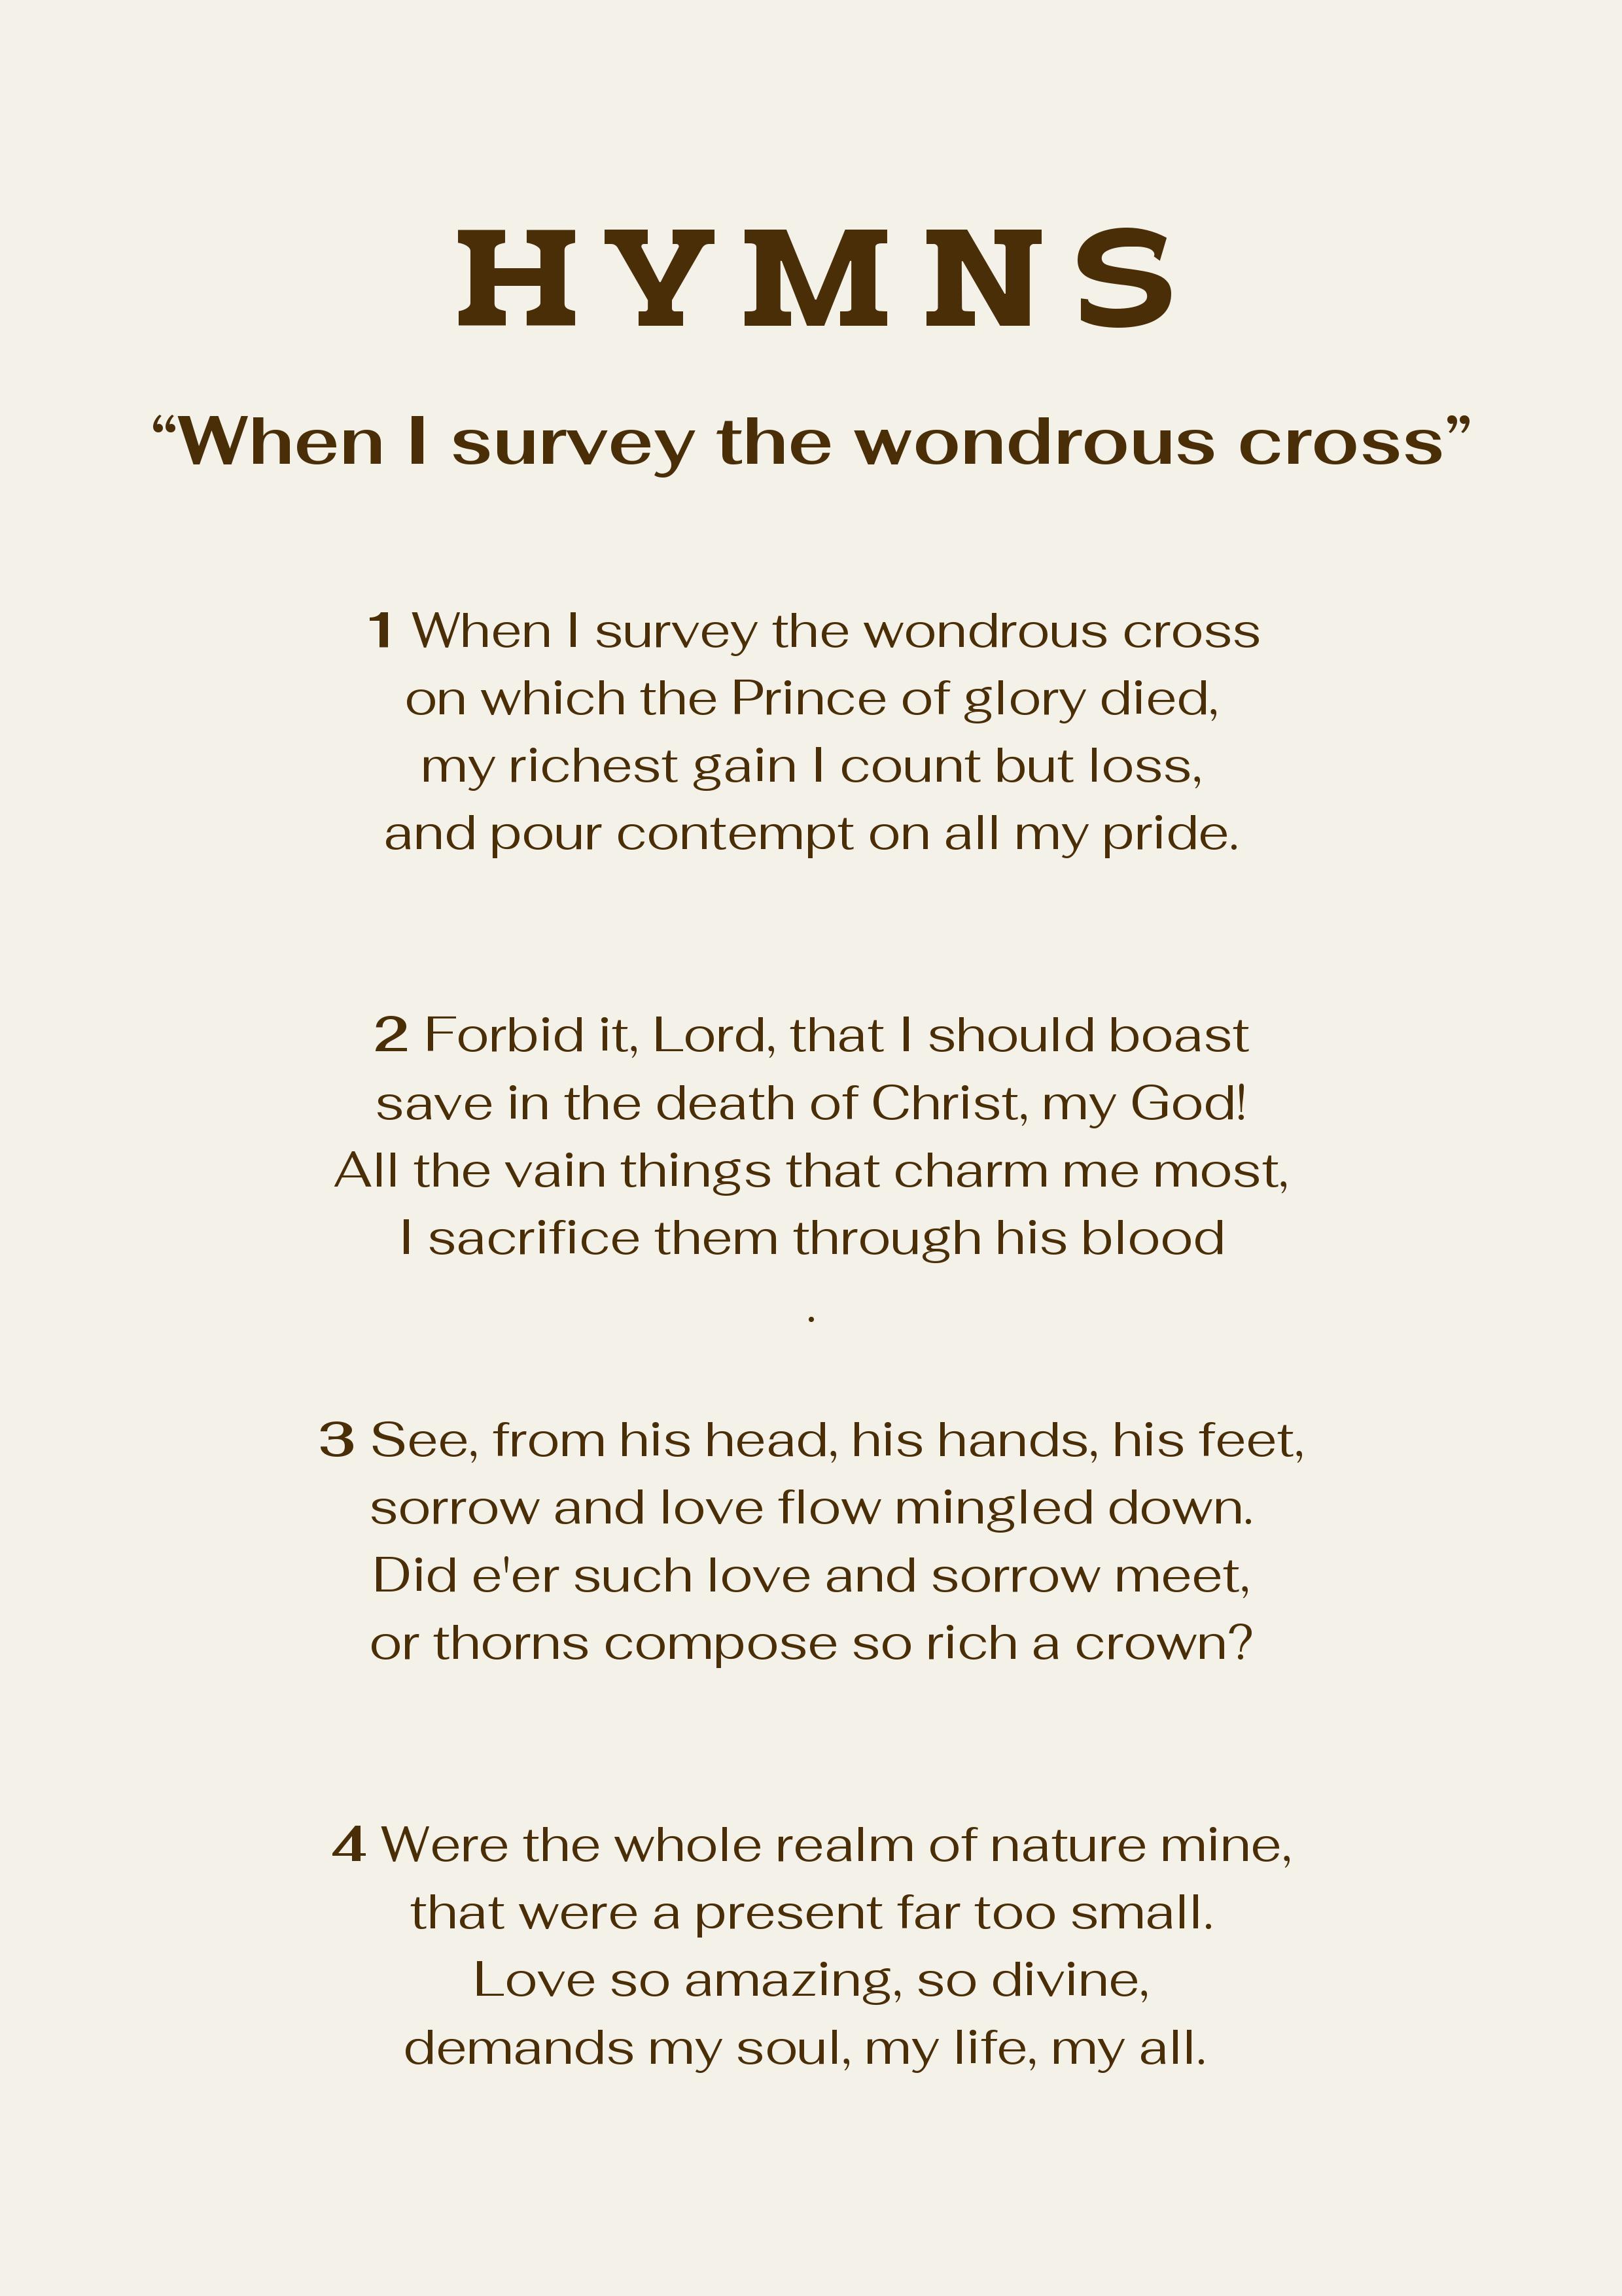 HYMNS
“When I survey the wondrous cross”
1 When I survey the wondrous cross
on which the Prince of glory died,
my richest gain I count but loss,
and pour contempt on all my pride.
2 Forbid it, Lord, that I should boast
save in the death of Christ, my God!
All the vain things that charm me most,
I sacrifice them through his blood
.
3 See, from his head, his hands, his feet,
sorrow and love flow mingled down.
Did e'er such love and sorrow meet,
or thorns compose so rich a crown?
4 Were the whole realm of nature mine,
that were a present far too small.
Love so amazing, so divine,
demands my soul, my life, my all.